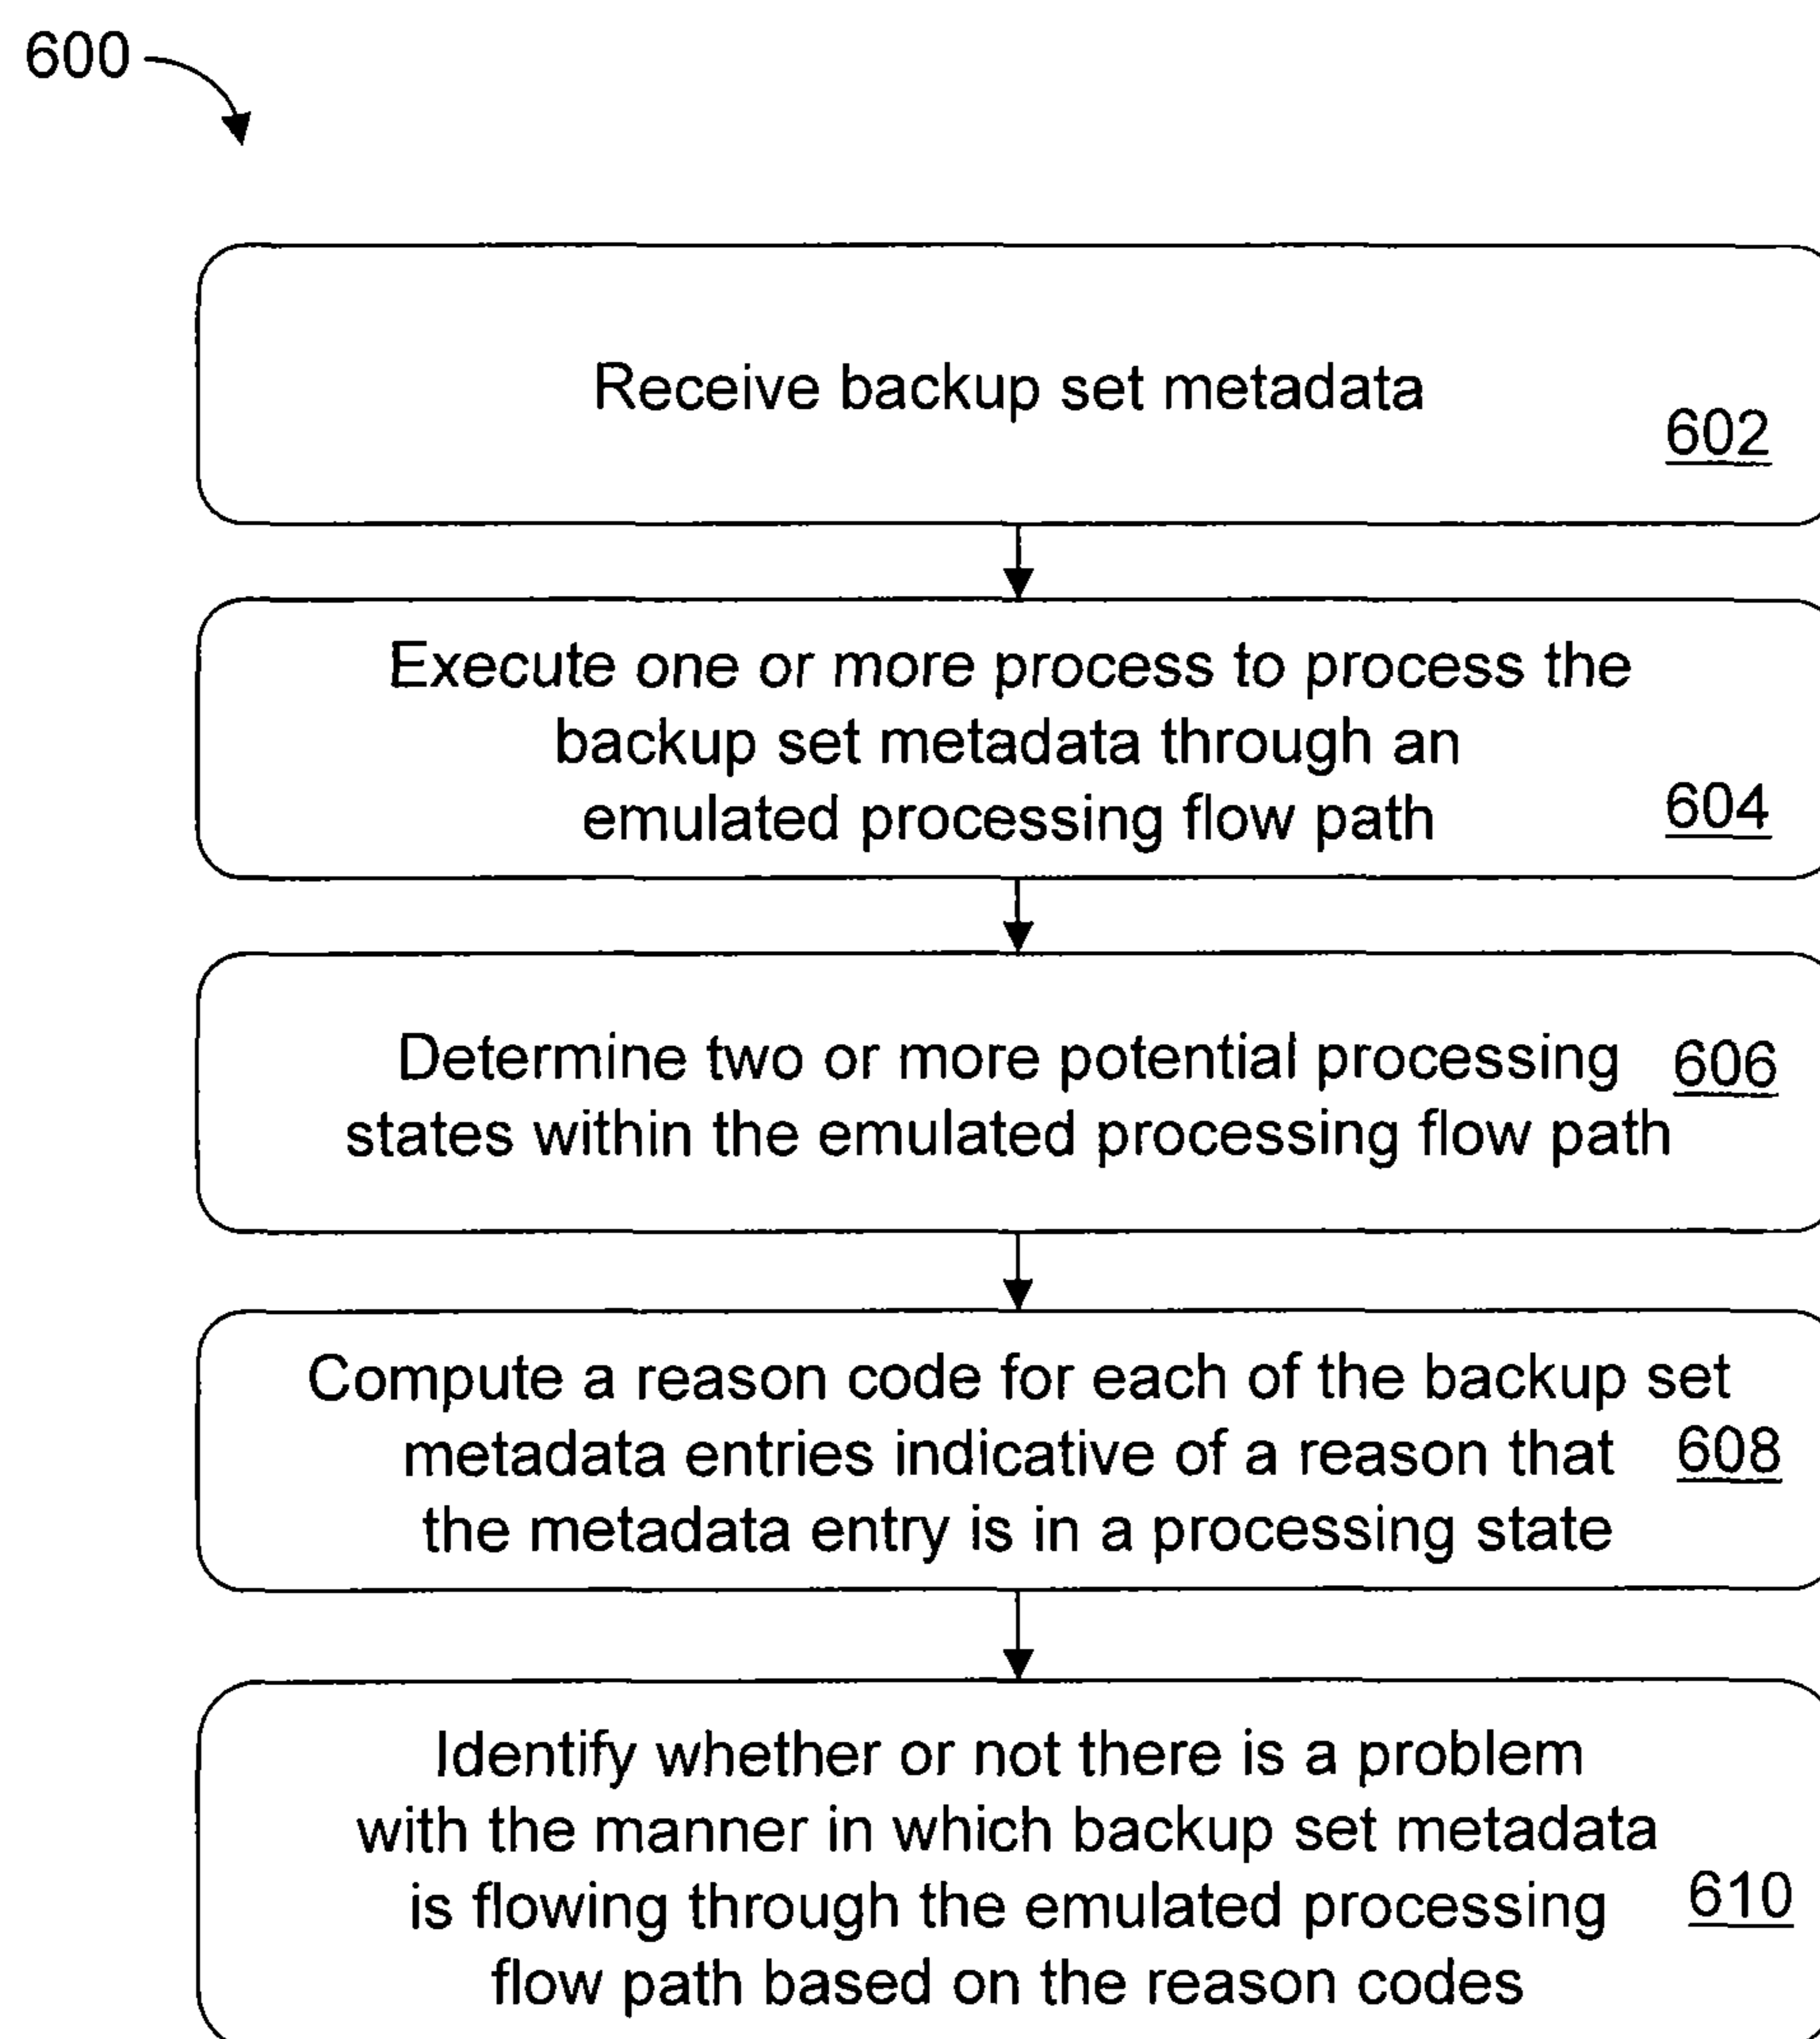 600
Receive backup set metadata
602
Execute one or more process to process the
backup set metadata through an
emulated processing flow path
604
Determine two or more potential processing
606
states within the emulated processing flow path
Compute a reason code for each of the backup set
metadata entries indicative of a reason that
608
the metadata entry is in a processing state
Identify whether or not there is a problem
with the manner in which backup set metadata
is flowing through the emulated processing
610
flow path based on the reason codes